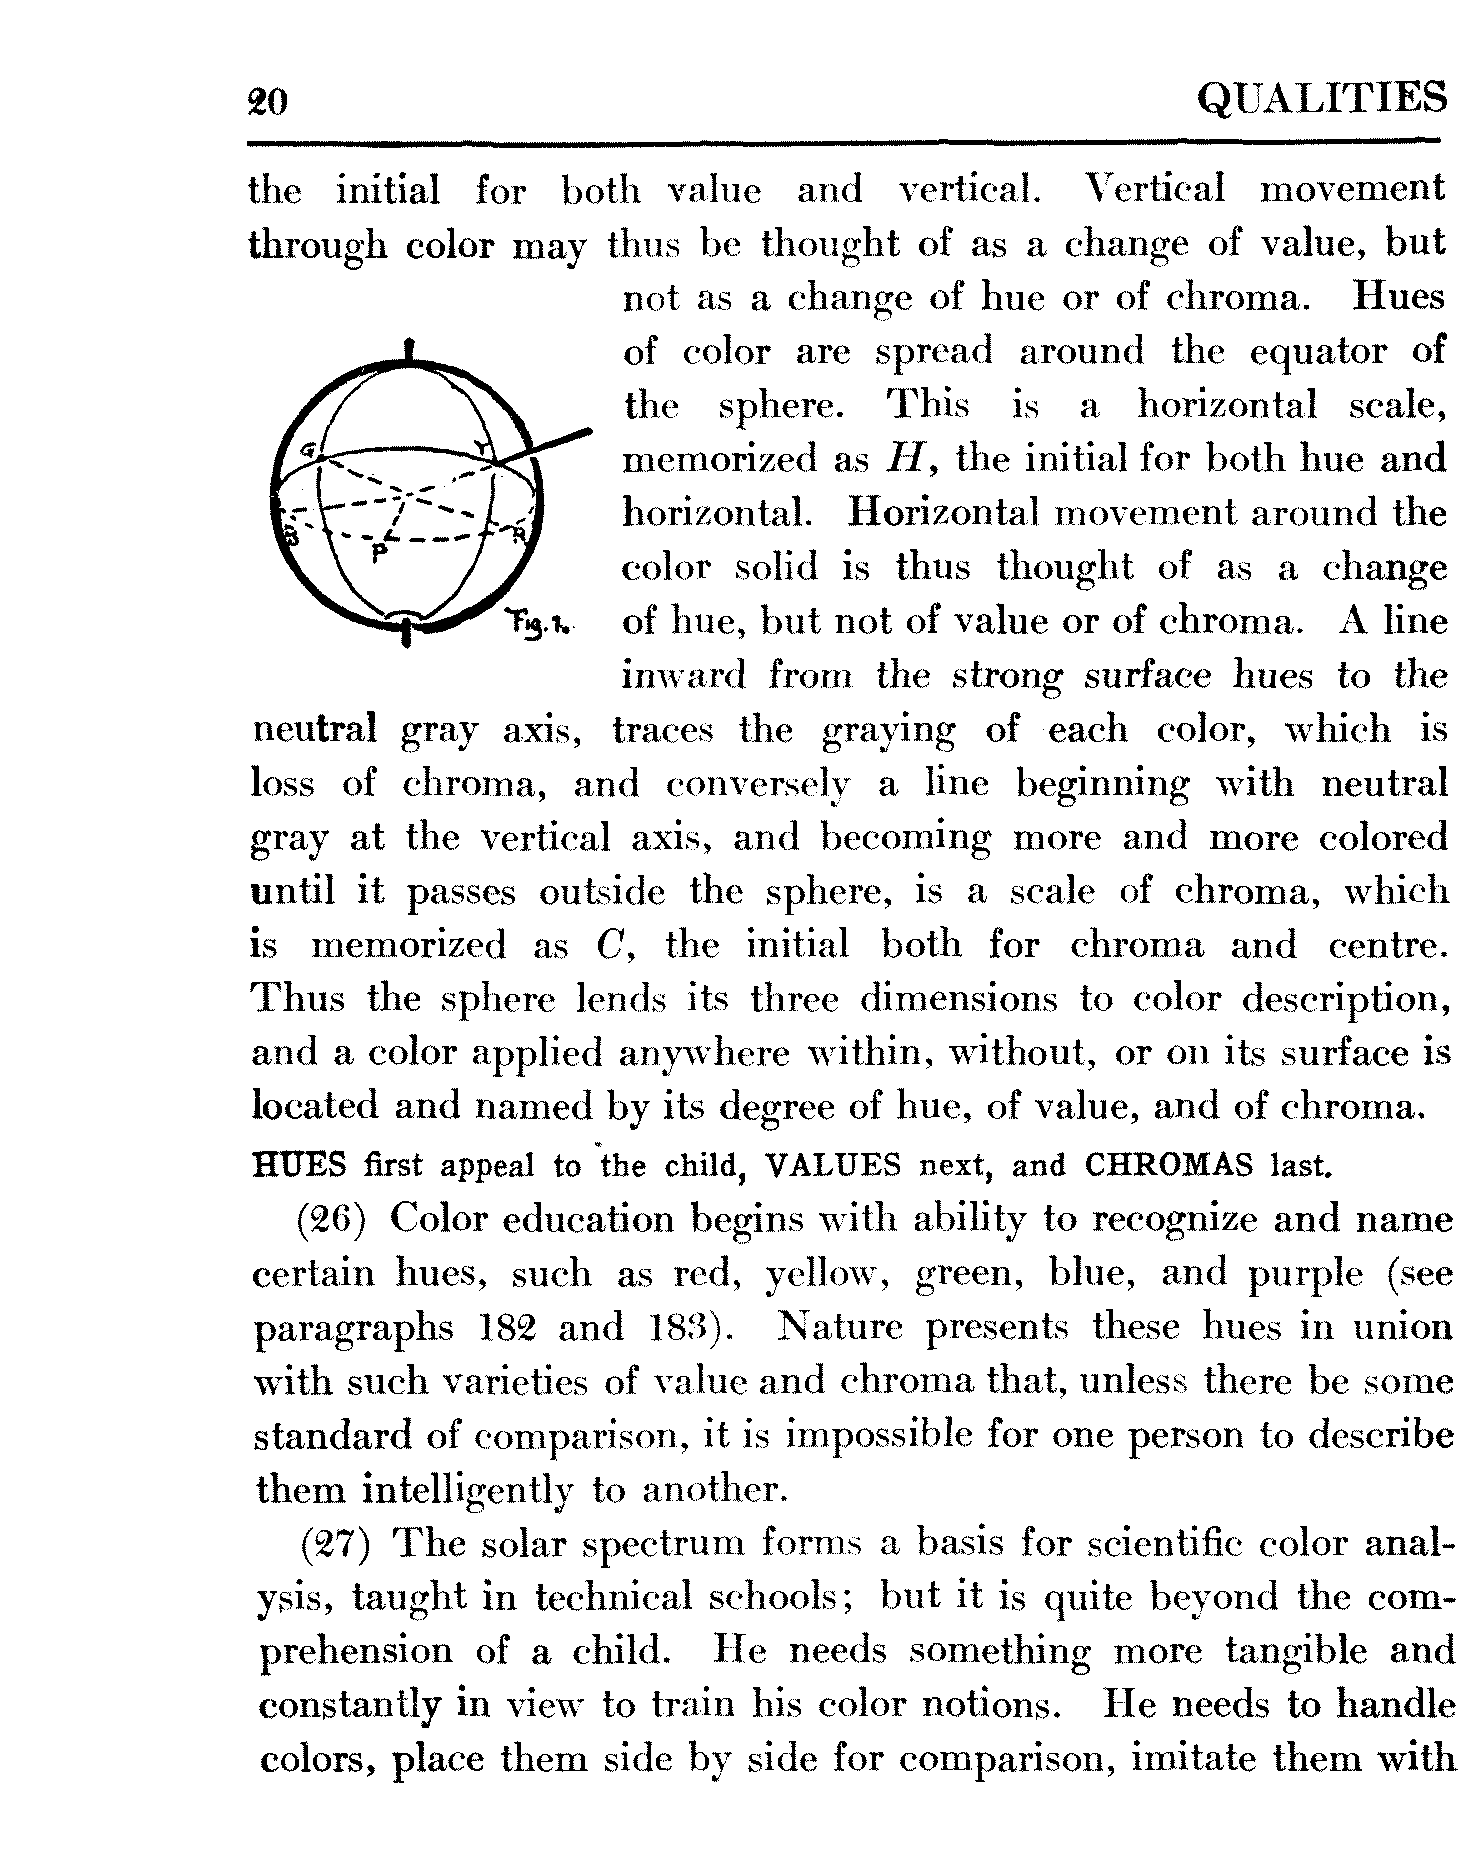 20 QUALITIES
the initial for both value and vertical. Vertical movement
through color may thus be thought of as a change of value, but
not as a change of hue or of chroma. Hues
of color are spread around the equator of
the sphere. This is a horizontal scale,
memorized as H, the initial for both hue and
horizontal. Horizontal movement around the
color solid is thus thought of as a change
of hue, but not of value or of chroma. A line
inward from the strong surface hues to the
G
Y
B
P
R
Fig. 1.
neutral gray axis, traces the graying of each color, which is
loss of chroma, and conversely a line beginning with neutral
gray at the vertical axis, and becoming more and more colored
until it passes outside the sphere, is a scale of chroma, which
is memorized as C, the initial both for chroma and centre.
Thus the sphere lends its three dimensions to color description,
and a color applied anywhere within, without, or on its surface is
located and named by its degree of hue, of value, and of chroma.
HUES first appeal to the child, VALUES next, and CHROMAS last.
(26) Color education begins with ability to recognize and name
certain hues, such as red, yellow, green, blue, and purple (see
paragraphs 182 and 183). Nature presents these hues in union
with such varieties of value and chroma that, unless there be some
standard of comparison, it is impossible for one person to describe
them intelligently to another.
(27) The solar spectrum forms a basis for scientific color anal-
ysis, taught in technical schools; but it is quite beyond the com-
prehension of a child. He needs something more tangible and
constantly in view to train his color notions. He needs to handle
colors, place them side by side for comparison, imitate them with